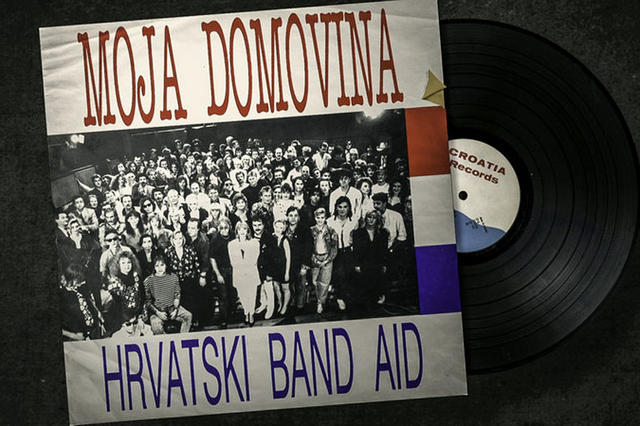 MOJA DOMOVINA
HRVATSKI BAND AID
CROATIA
Records